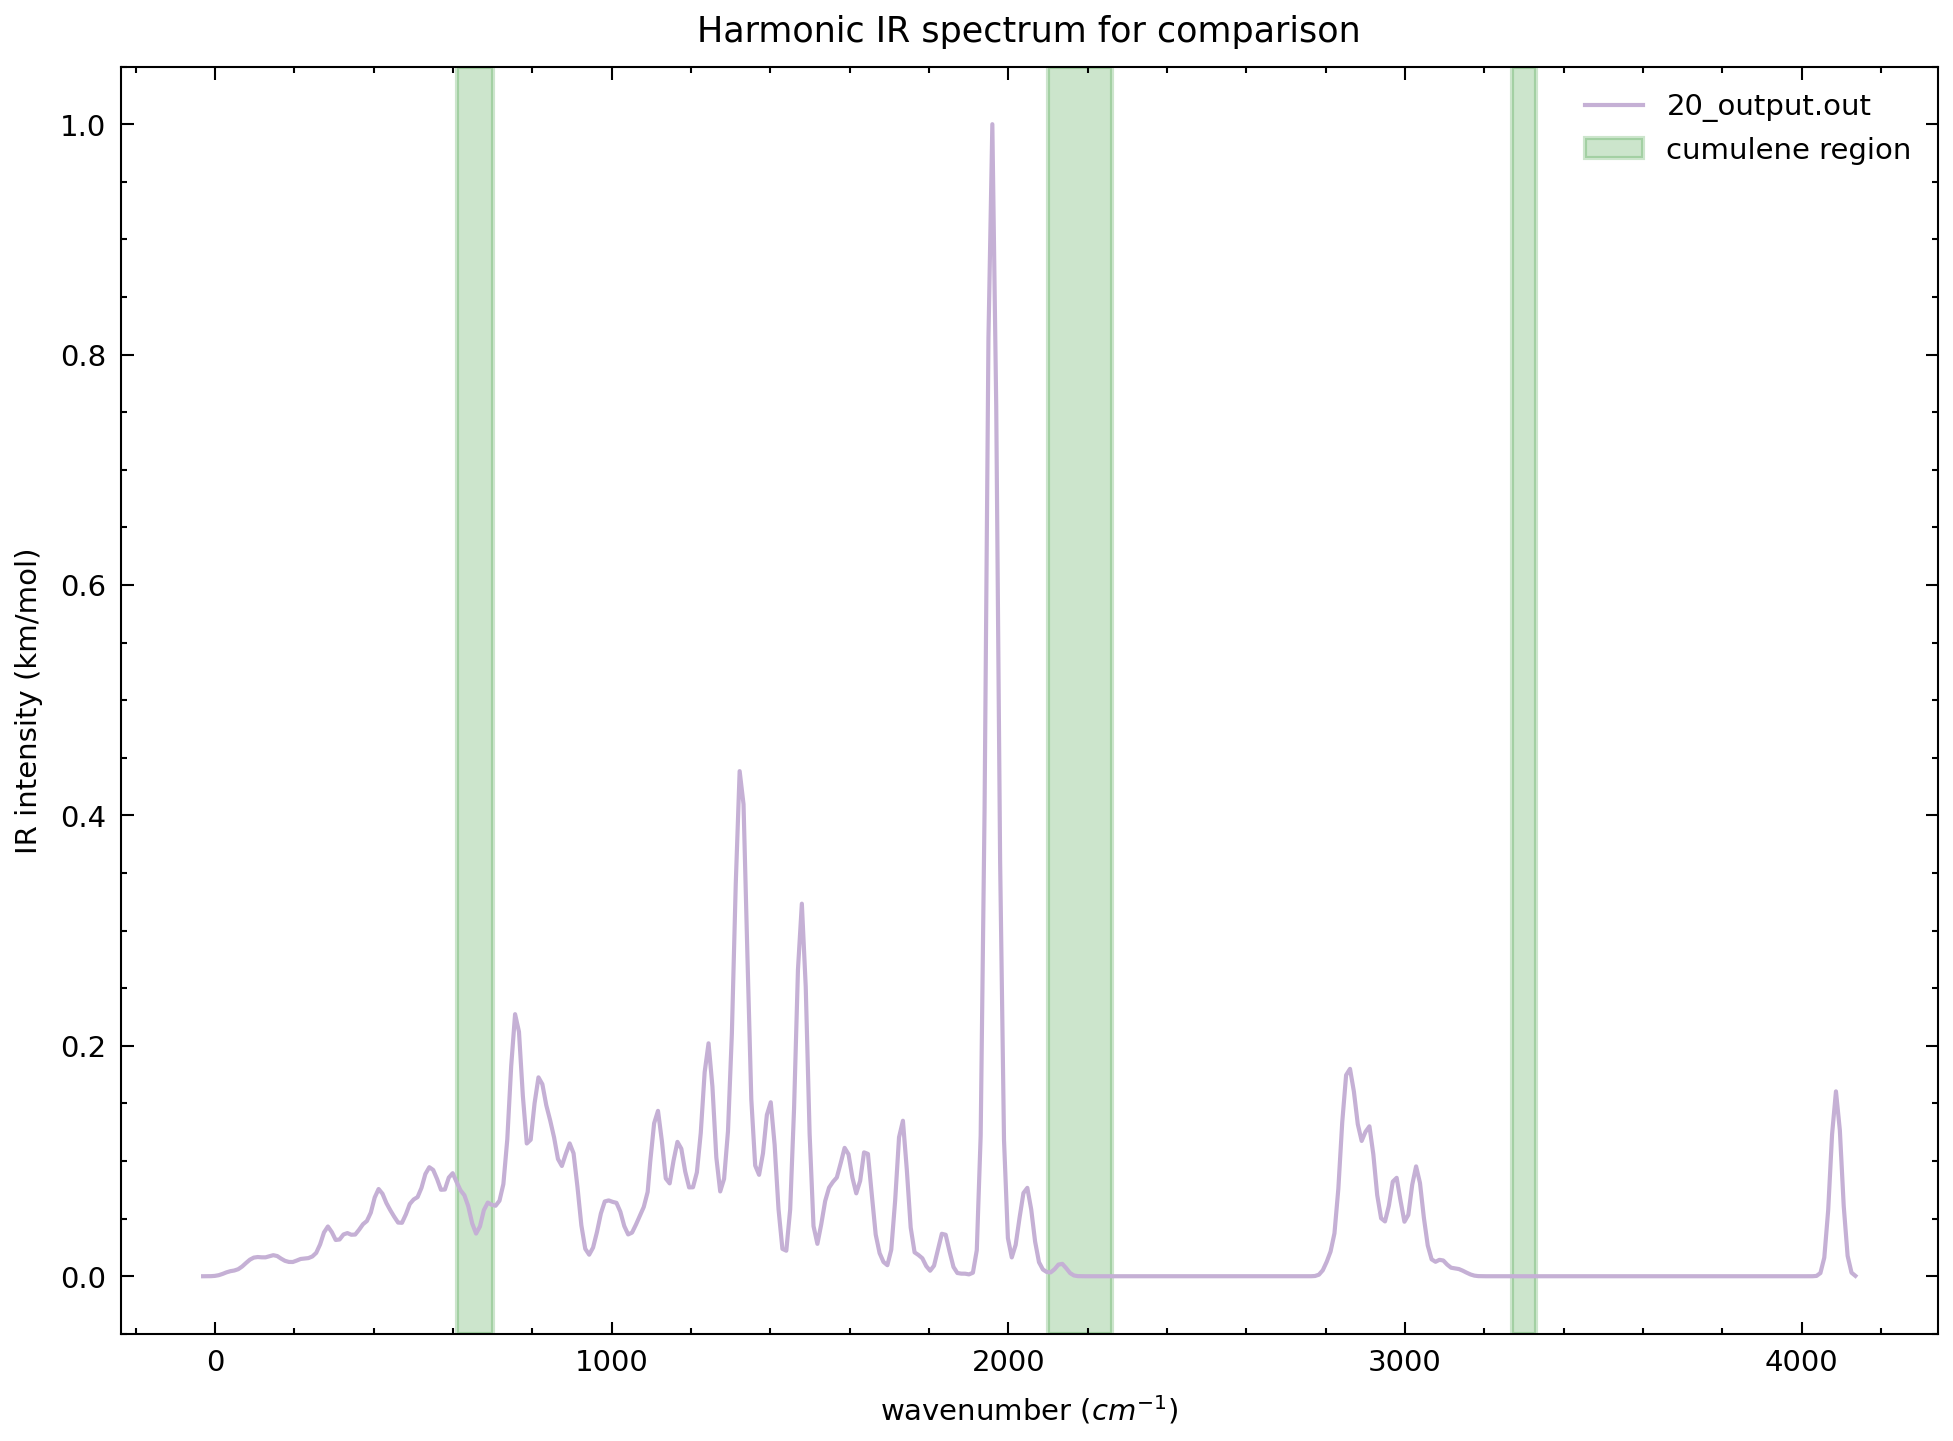 Harmonic IR spectrum for comparison
20_output.out
cumulene region
1.0
0.8
0.6
0.4
0.2
0.0
IR intensity (km/mol)
0 1000 2000 3000 4000
wavenumber (cm⁻¹)